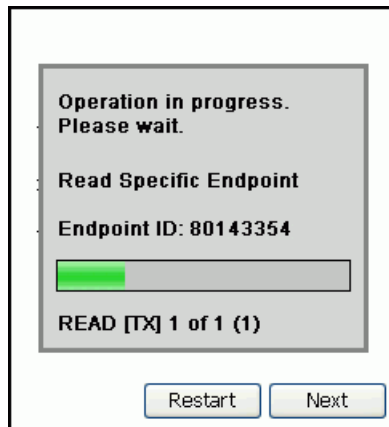 Operation in progress.
Please wait.
Read Specific Endpoint
Endpoint ID: 80143354
READ [TX] 1 of 1 (1)
Restart
Next